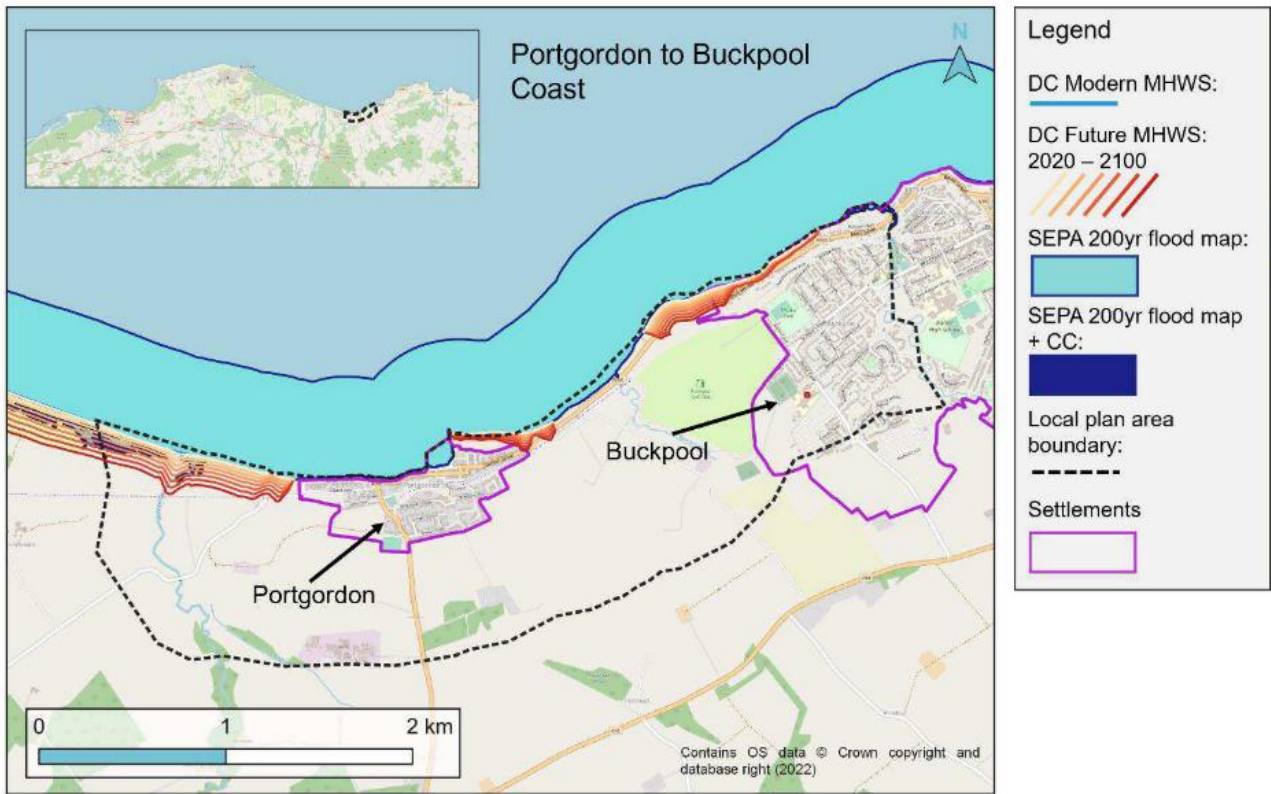 Portgordon to Buckpool
Coast
N
Buckpool
Portgordon
0 1 2 km
Contains OS data © Crown copyright and
database right (2022)
Legend
DC Modern MHWS:
DC Future MHWS:
2020 – 2100
SEPA 200yr flood map:
SEPA 200yr flood map
+ CC:
Local plan area
boundary:
Settlements